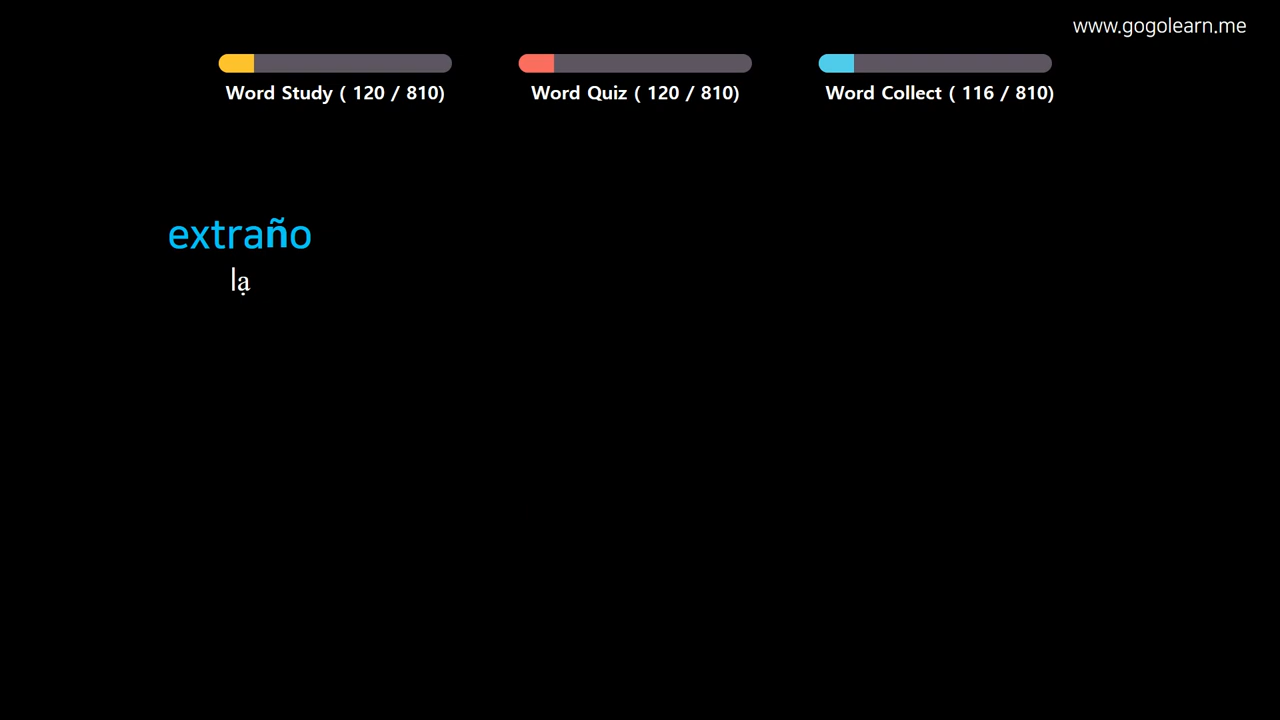 www.gogolearn.me
Word Study ( 120 / 810)
Word Quiz ( 120 / 810)
Word Collect ( 116 / 810)
extraño
lạ